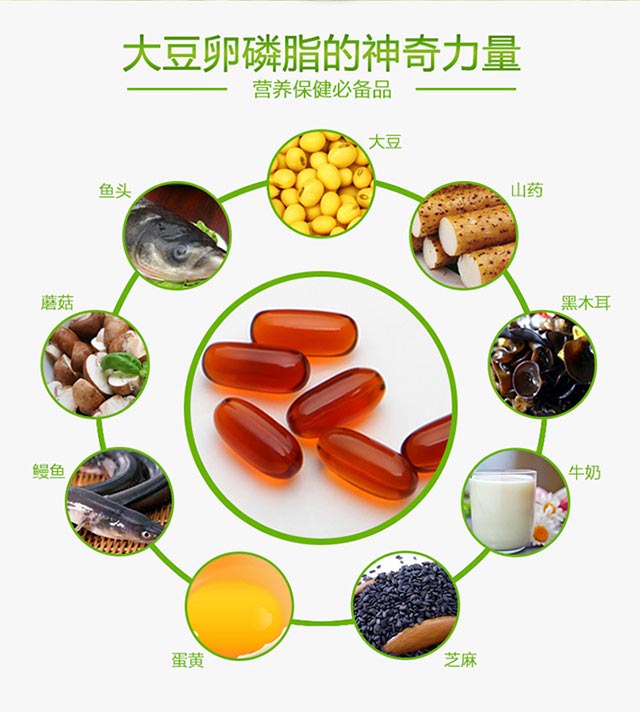 大豆卵磷脂的神奇力量
营养保健必备品
大豆
鱼头
山药
蘑菇
黑木耳
鳗鱼
牛奶
蛋黄
芝麻